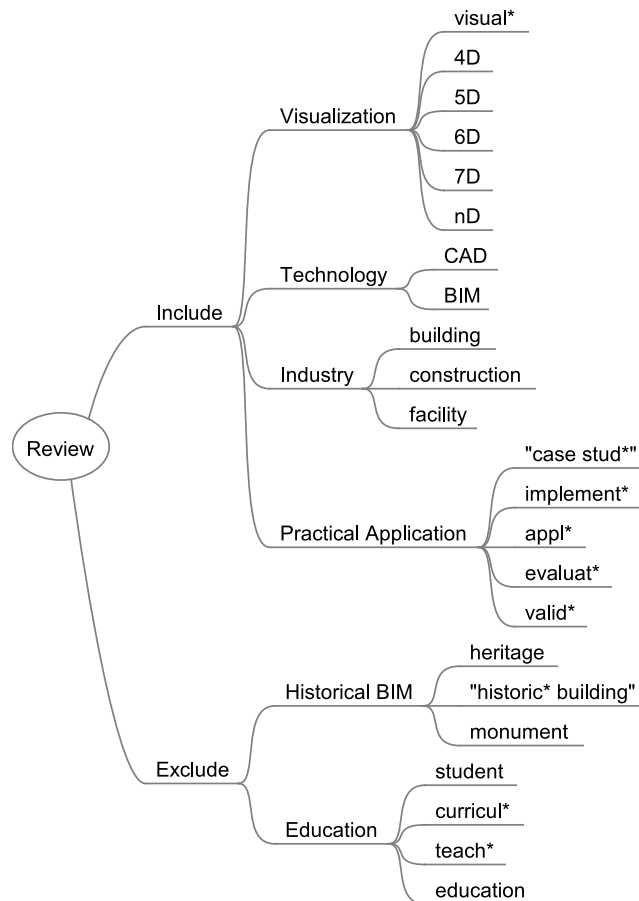 visual*
4D
5D
Visualization
6D
7D
nD
CAD
Technology
BIM
Include
building
Industry
construction
facility
Review
"case stud*"
implement*
Practical Application
appl*
evaluat*
valid*
heritage
Historical BIM
"historic* building"
monument
Exclude
student
curricul*
Education
teach*
education